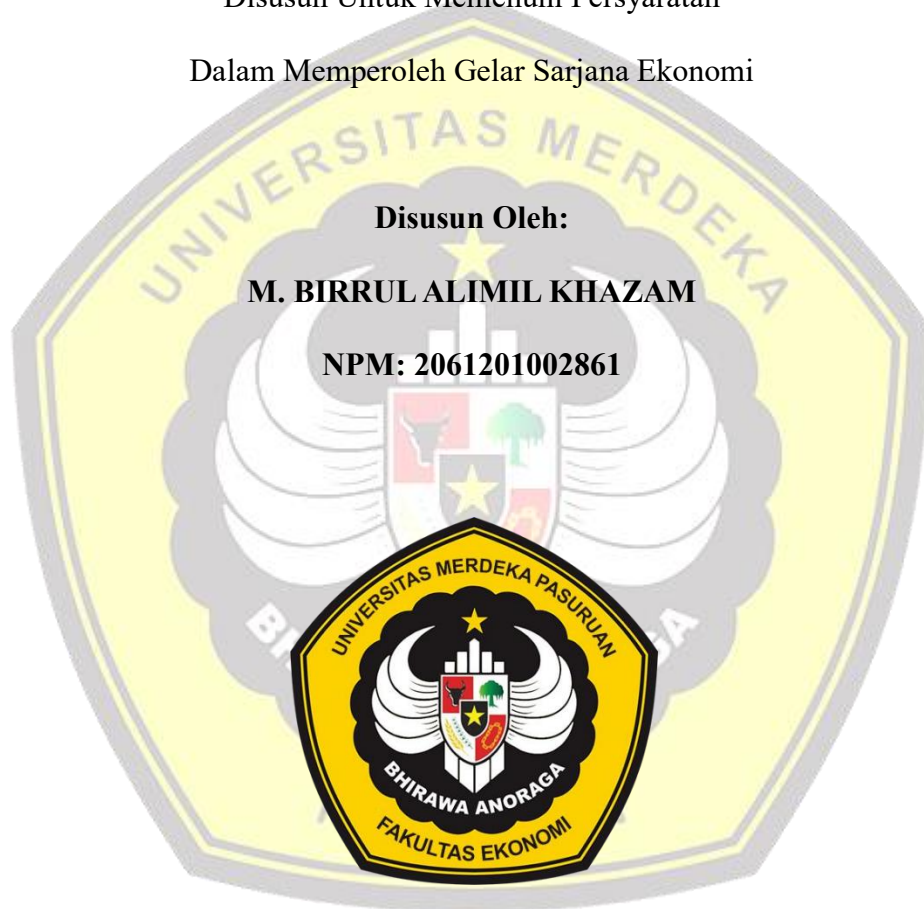 Disusun Untuk Memenuhi Persyaratan
Dalam Memperoleh Gelar Sarjana Ekonomi
UNIVERSITAS MERDEKA
Disusun Oleh:
M. BIRRUL ALIMIL KHAZAM
NPM: 2061201002861
UNIVERSITAS MERDEKA PASURUAN
BHIRAWA ANORAGA
FAKULTAS EKONOMI